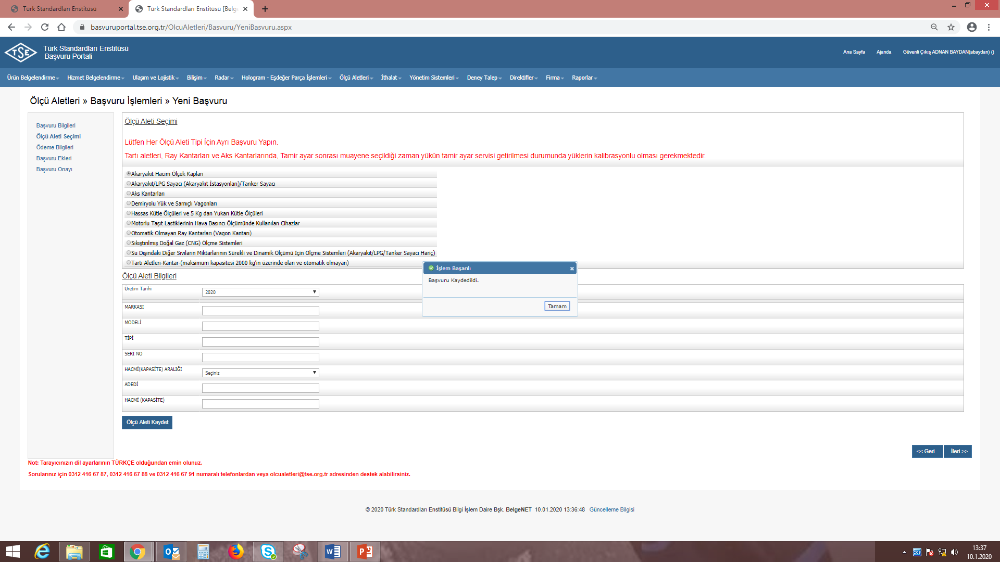 Türk Standardları Enstitüsü
Türk Standardları Enstitüsü [Belge
basvuruportal.tse.org.tr/OlcuAletleri/Basvuru/YeniBasvuru.aspx
TSE
Türk Standardları Enstitüsü
Başvuru Portali
Ana Sayfa Ajanda Güvenli Çıkış ADNAN BAYDAN(abaydan) ()
Ürün Belgelendirme Hizmet Belgelendirme Ulaşım ve Lojistik Bilişim Radar Hologram - Eşdeğer Parça İşlemleri Ölçü Aletleri İthalat Yönetim Sistemleri Deney Talep Direktifler Firma Raporlar
Ölçü Aletleri » Başvuru İşlemleri » Yeni Başvuru
Başvuru Bilgileri
Ölçü Aleti Seçimi
Ödeme Bilgileri
Başvuru Ekleri
Başvuru Onayı
Ölçü Aleti Seçimi
Lütfen Her Ölçü Aleti Tipi İçin Ayrı Başvuru Yapın.
Tartı aletleri, Ray Kantarları ve Aks Kantarlarında, Tamir ayar sonrası muayene seçildiği zaman yükün tamir ayar servisi getirilmesi durumunda yüklerin kalibrasyonlu olması gerekmektedir.
Akaryakıt Hacim Ölçek Kapları
Akaryakıt/LPG Sayacı (Akaryakıt İstasyonları)/Tanker Sayacı
Aks Kantarları
Demiryolu Yük ve Sarnıçlı Vagonları
Hassas Kütle Ölçüleri ve 5 Kg dan Yukarı Kütle Ölçüleri
Motorlu Taşıt Lastiklerinin Hava Basıncı Ölçümünde Kullanılan Cihazlar
Otomatik Olmayan Ray Kantarları (Vagon Kantarı)
Sıkıştırılmış Doğal Gaz (CNG) Ölçme Sistemleri
Su Dışındaki Diğer Sıvıların Miktarlarının Sürekli ve Dinamik Ölçümü İçin Ölçme Sistemleri (Akaryakıt/LPG/Tanker Sayacı Hariç)
Tartı Aletleri-Kantar-(maksimum kapasitesi 2000 kg'ın üzerinde olan ve otomatik olmayan)
İşlem Başarılı
Başvuru Kaydedildi.
Tamam
Ölçü Aleti Bilgileri
Üretim Tarihi 2020
MARKASI
MODELİ
TİPİ
SERİ NO
HACMİ(KAPASİTE) ARALIĞI Seçiniz
ADEDİ
HACMİ (KAPASİTE)
Ölçü Aleti Kaydet
<< Geri İleri >>
Not: Tarayıcınızın dil ayarlarının TÜRKÇE olduğundan emin olunuz.
Sorularınız için 0312 416 67 87, 0312 416 67 88 ve 0312 416 67 91 numaralı telefonlardan veya olcualetleri@tse.org.tr adresinden destek alabilirsiniz.
© 2020 Türk Standardları Enstitüsü Bilgi İşlem Daire Bşk. BelgeNET 10.01.2020 13:36:48 Güncelleme Bilgisi
13:37
10.1.2020